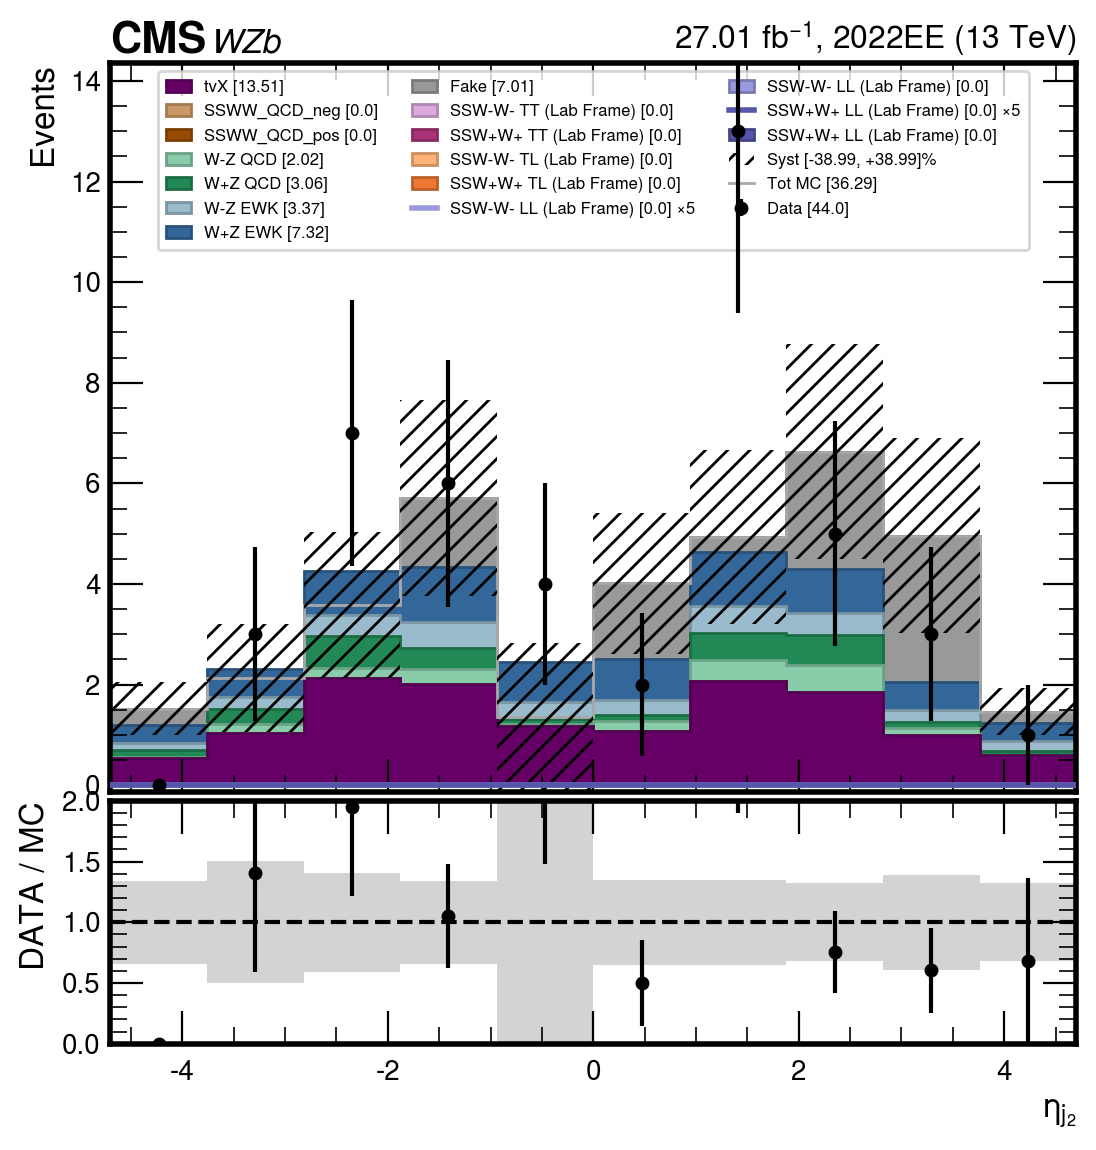 CMS WZb 27.01 fb⁻¹, 2022EE (13 TeV)
Events
14
12
10
8
6
4
2
0
tvX [13.51]
SSWW_QCD_neg [0.0]
SSWW_QCD_pos [0.0]
W-Z QCD [2.02]
W+Z QCD [3.06]
W-Z EWK [3.37]
W+Z EWK [7.32]
Fake [7.01]
SSW-W- TT (Lab Frame) [0.0]
SSW+W+ TT (Lab Frame) [0.0]
SSW-W- TL (Lab Frame) [0.0]
SSW+W+ TL (Lab Frame) [0.0]
SSW-W- LL (Lab Frame) [0.0] ×5
SSW-W- LL (Lab Frame) [0.0]
SSW+W+ LL (Lab Frame) [0.0] ×5
SSW+W+ LL (Lab Frame) [0.0]
Syst [-38.99, +38.99]%
Tot MC [36.29]
Data [44.0]
DATA / MC
2.0
1.5
1.0
0.5
0.0
-4 -2 0 2 4
η_{j_2}